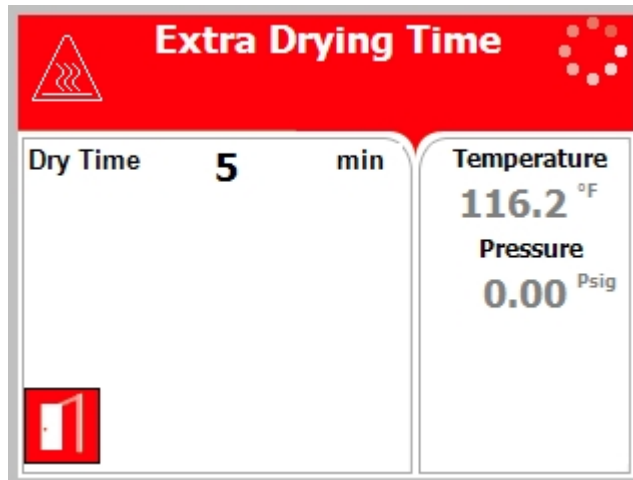 Extra Drying Time
Dry Time 5 min
Temperature
116.2 °F
Pressure
0.00 Psig